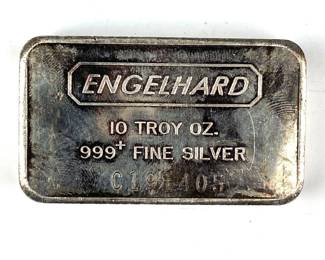 ENGELHARD
10 TROY OZ.
999+ FINE SILVER